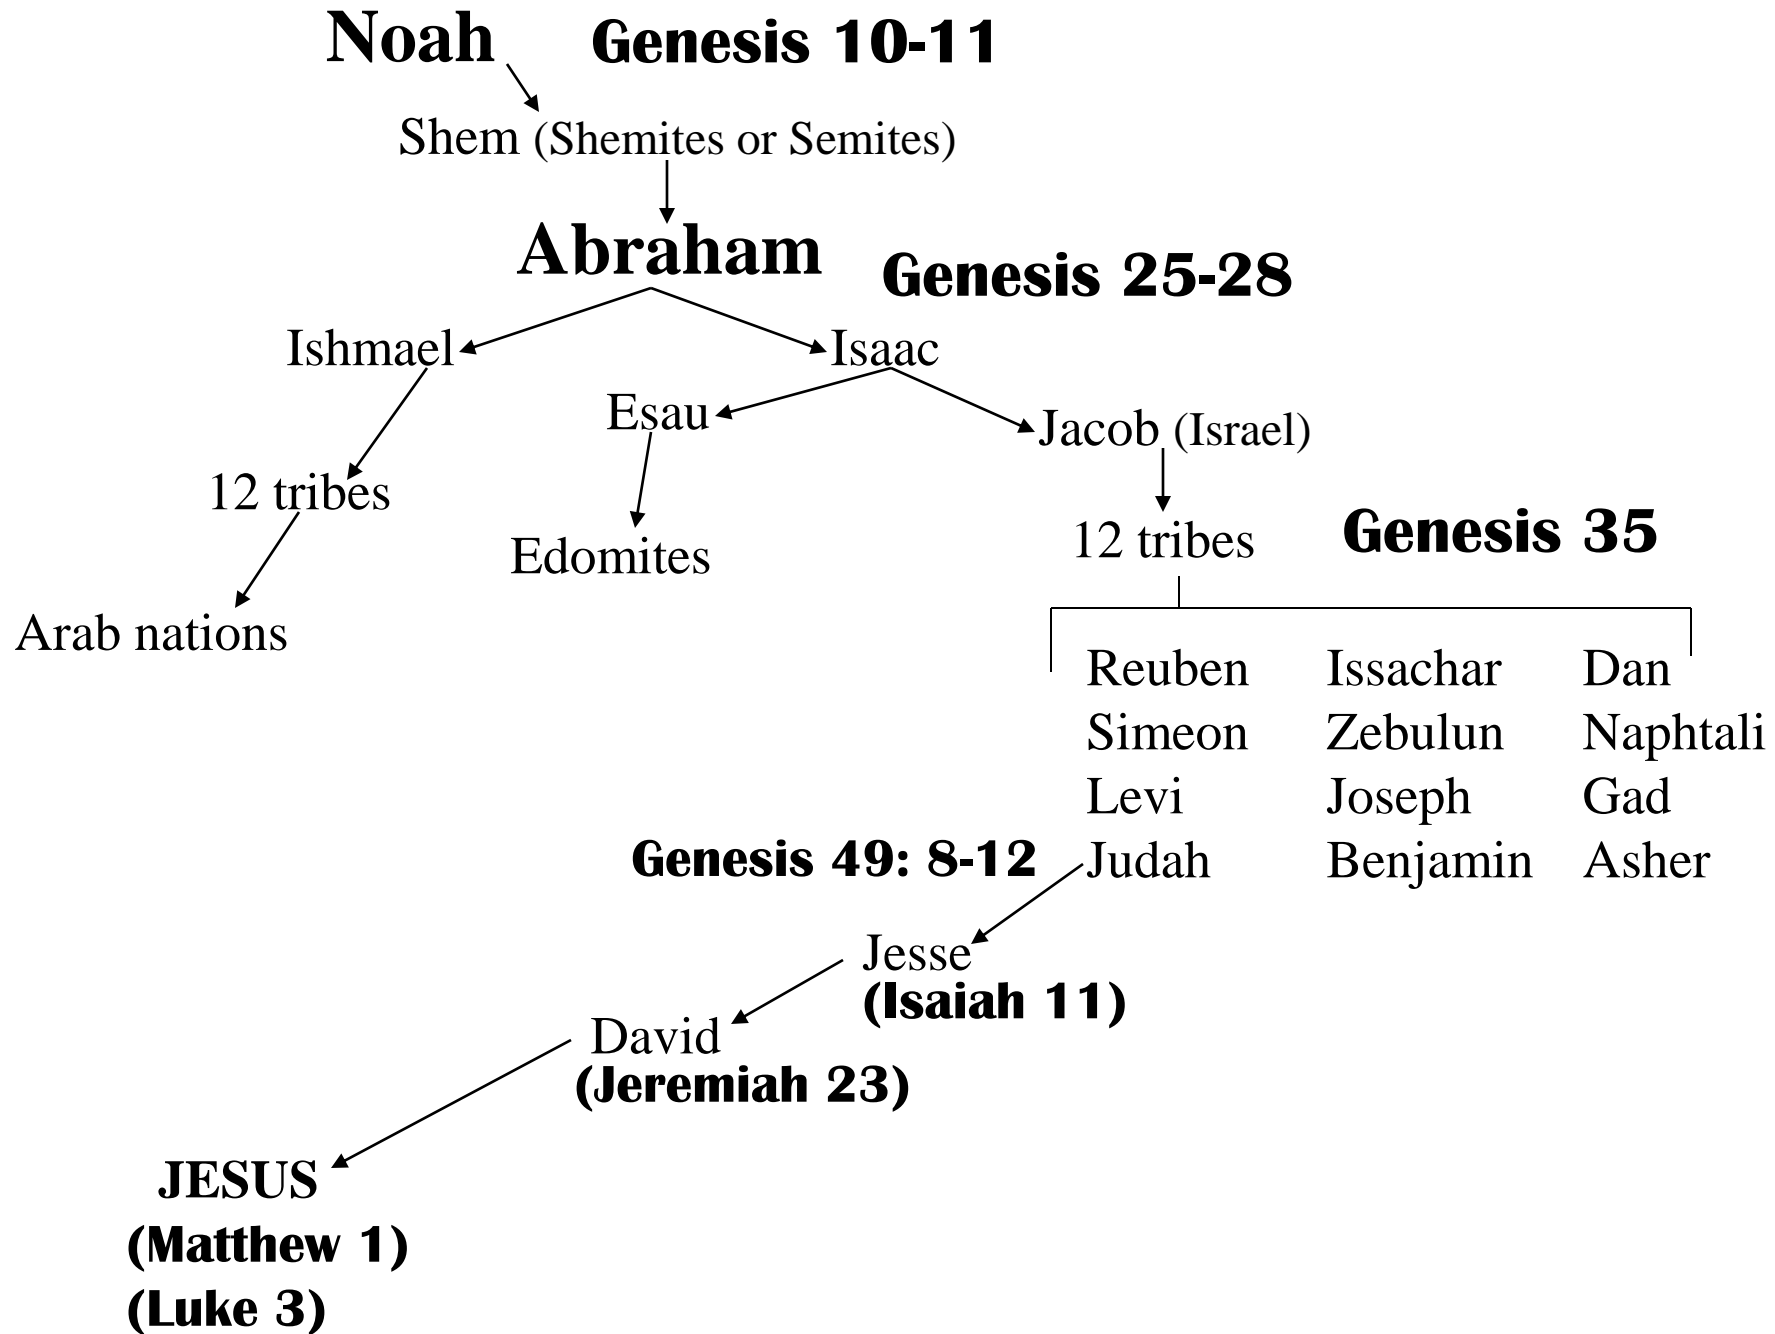 Noah Genesis 10-11
Shem (Shemites or Semites)
Abraham
Genesis 25-28
Ishmael Isaac
Esau
Jacob (Israel)
12 tribes
12 tribes Genesis 35
Edomites
Arab nations
Reuben Issachar Dan
Simeon Zebulun Naphtali
Levi Joseph Gad
Genesis 49: 8-12 Judah Benjamin Asher
Jesse
(Isaiah 11)
David
(Jeremiah 23)
JESUS
(Matthew 1)
(Luke 3)